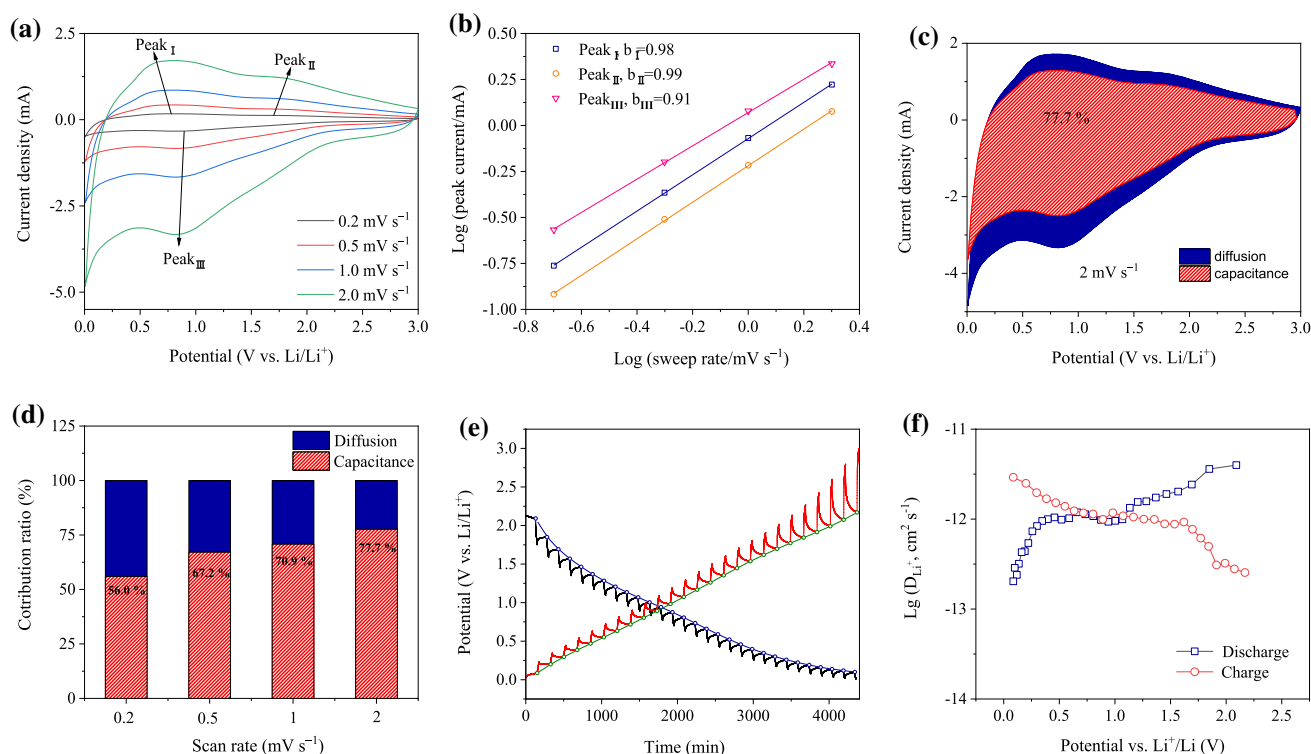 (a)
2.5
0.0
-2.5
-5.0
Current density (mA)
Peak I
Peak II
Peak III
0.2 mV s⁻¹
0.5 mV s⁻¹
1.0 mV s⁻¹
2.0 mV s⁻¹
0.0 0.5 1.0 1.5 2.0 2.5 3.0
Potential (V vs. Li/Li⁺)
(b)
0.50
0.25
0.00
-0.25
-0.50
-0.75
-1.00
Log (peak current/mA)
Peak I, b I=0.98
Peak II, b II=0.99
Peak III, b III=0.91
-0.8 -0.6 -0.4 -0.2 0.0 0.2 0.4
Log (sweep rate/mV s⁻¹)
(c)
2
0
-2
-4
Current density (mA)
77.7 %
diffusion
2 mV s⁻¹
capacitance
0.0 0.5 1.0 1.5 2.0 2.5 3.0
Potential (V vs. Li/Li⁺)
(d)
125
100
75
50
25
0
Cotribution ratio (%)
Diffusion
Capacitance
56.0 %
67.2 %
70.9 %
77.7 %
0.2 0.5 1 2
Scan rate (mV s⁻¹)
(e)
3.0
2.5
2.0
1.5
1.0
0.5
0.0
Potential (V vs. Li/Li⁺)
0 1000 2000 3000 4000
Time (min)
(f)
-11
-12
-13
-14
Lg (D Li⁺, cm² s⁻¹)
Discharge
Charge
0.0 0.5 1.0 1.5 2.0 2.5
Potential vs. Li⁺/Li (V)